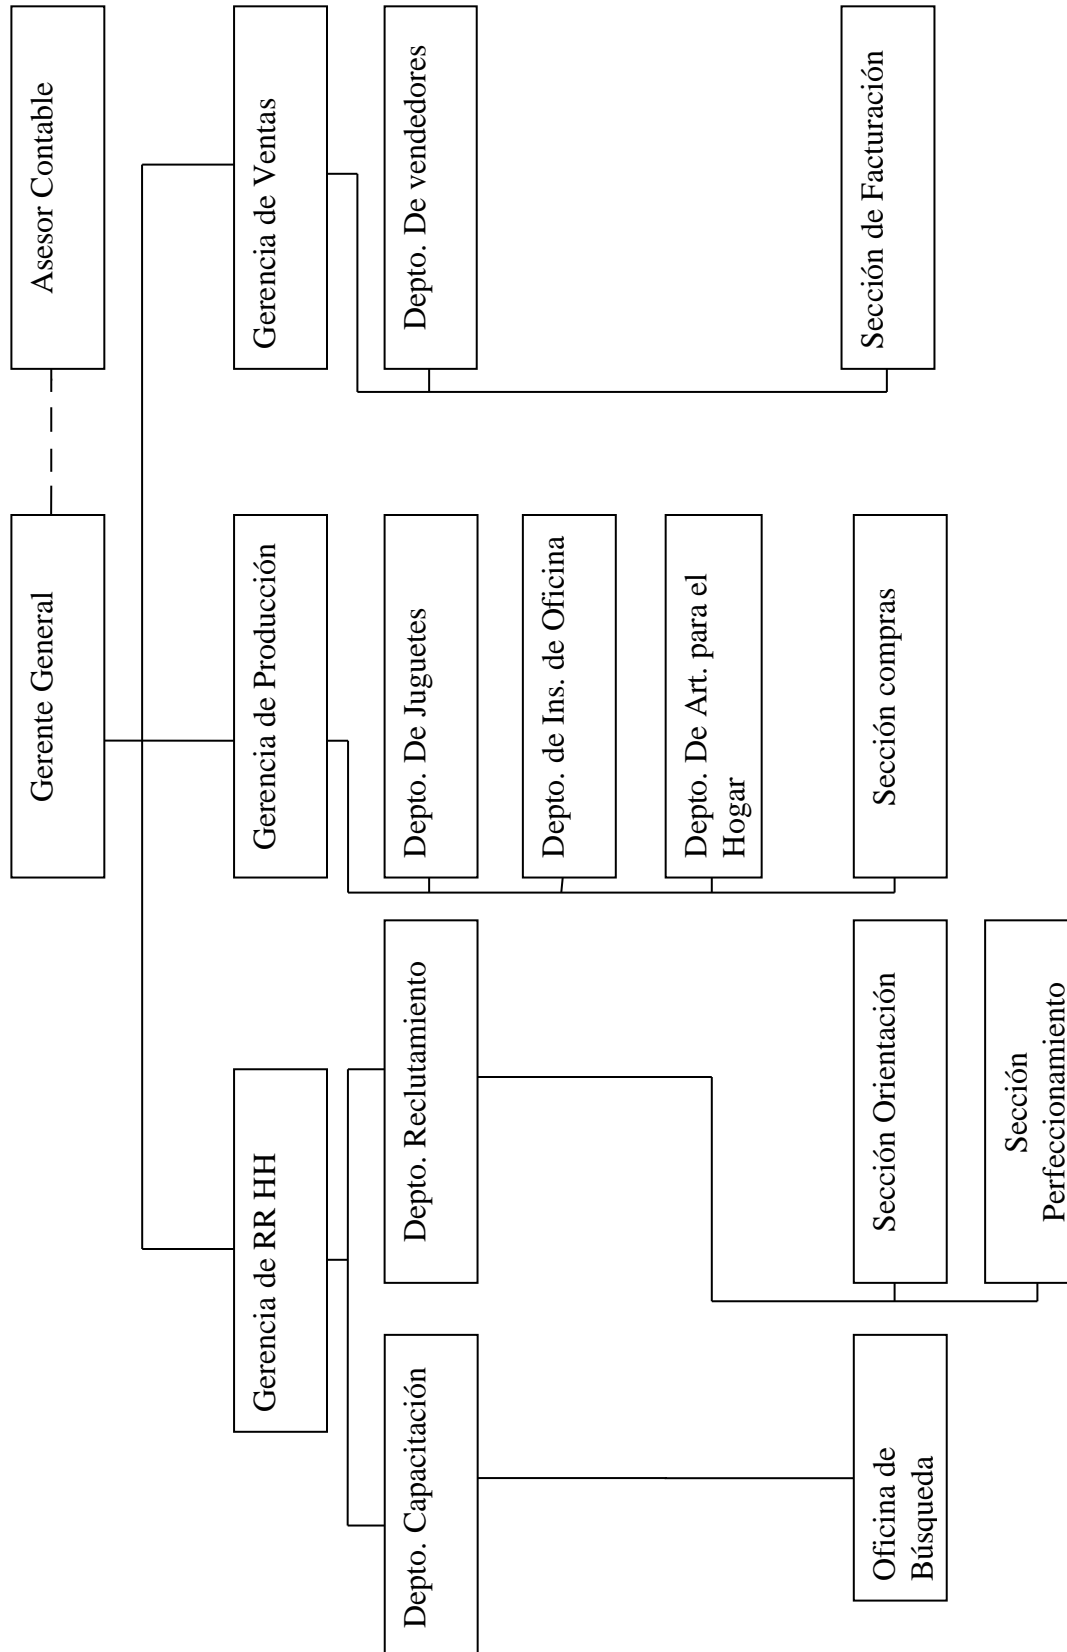 Gerente General
Asesor Contable
Gerencia de RR HH
Gerencia de Producción
Gerencia de Ventas
Depto. Capacitación
Depto. Reclutamiento
Depto. De Juguetes
Depto. De vendedores
Depto. de Ins. de Oficina
Depto. De Art. para el
Hogar
Oficina de
Búsqueda
Sección Orientación
Sección compras
Sección de Facturación
Sección
Perfeccionamiento